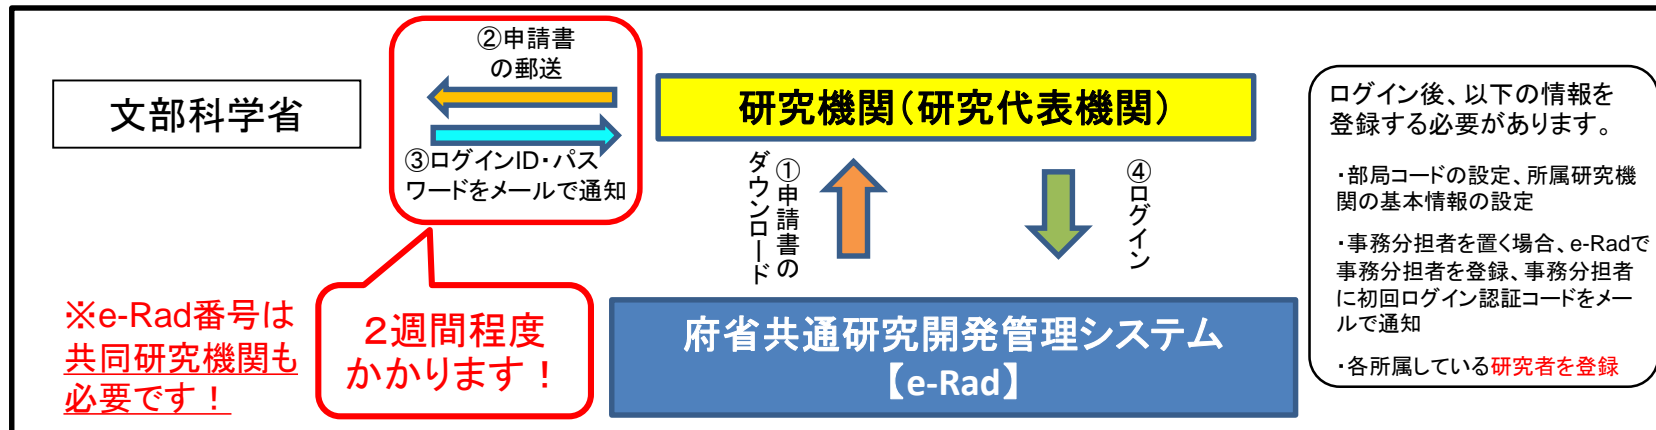 ②申請書
の郵送
文部科学省
③ログインID・パス
ワードをメールで通知
研究機関(研究代表機関)
①申請書の
ダウンロード
④ログイン
※e-Rad番号は
共同研究機関も
必要です！
２週間程度
かかります！
府省共通研究開発管理システム
【e-Rad】
ログイン後、以下の情報を
登録する必要があります。
・部局コードの設定、所属研究機
関の基本情報の設定
・事務分担者を置く場合、e-Radで
事務分担者を登録、事務分担者
に初回ログイン認証コードをメー
ルで通知
・各所属している研究者を登録